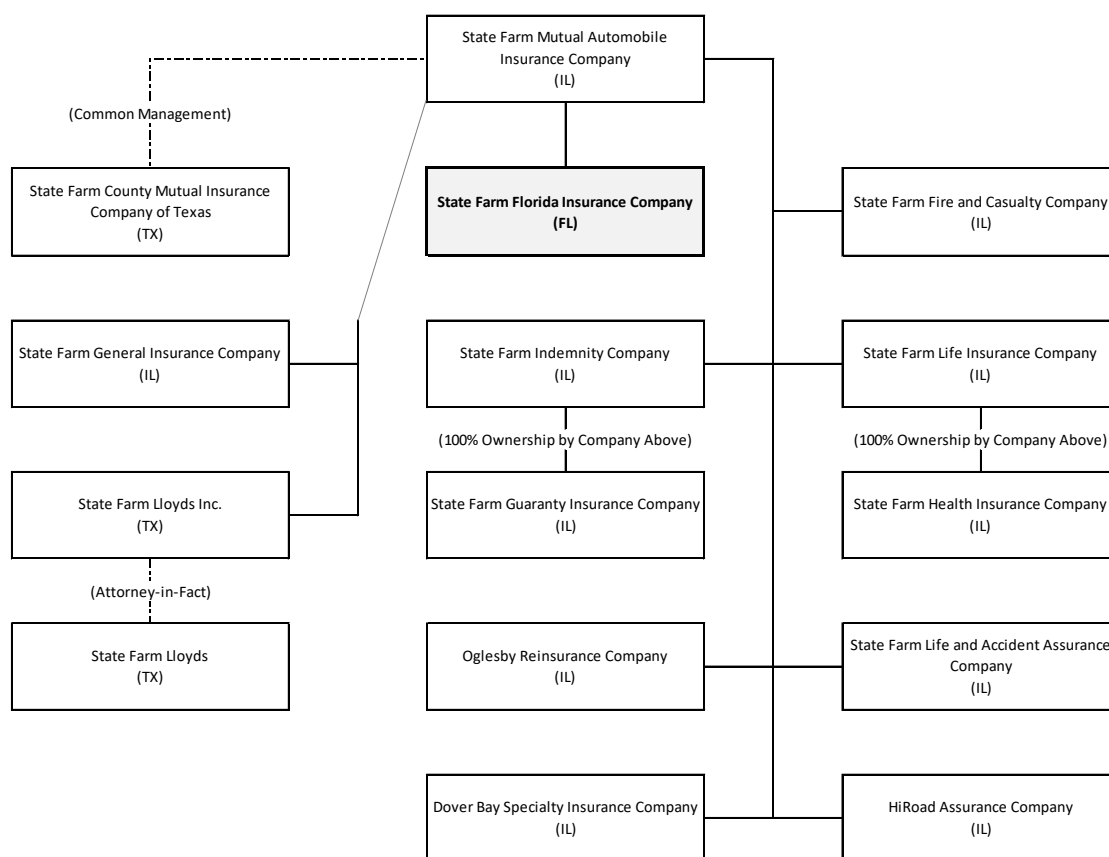 State Farm Mutual Automobile
Insurance Company
(IL)
(Common Management)
State Farm County Mutual Insurance
Company of Texas
(TX)
State Farm Florida Insurance Company
(FL)
State Farm Fire and Casualty Company
(IL)
State Farm General Insurance Company
(IL)
State Farm Indemnity Company
(IL)
State Farm Life Insurance Company
(IL)
(100% Ownership by Company Above)
(100% Ownership by Company Above)
State Farm Lloyds Inc.
(TX)
State Farm Guaranty Insurance Company
(IL)
State Farm Health Insurance Company
(IL)
(Attorney-in-Fact)
State Farm Lloyds
(TX)
Oglesby Reinsurance Company
(IL)
State Farm Life and Accident Assurance
Company
(IL)
Dover Bay Specialty Insurance Company
(IL)
HiRoad Assurance Company
(IL)